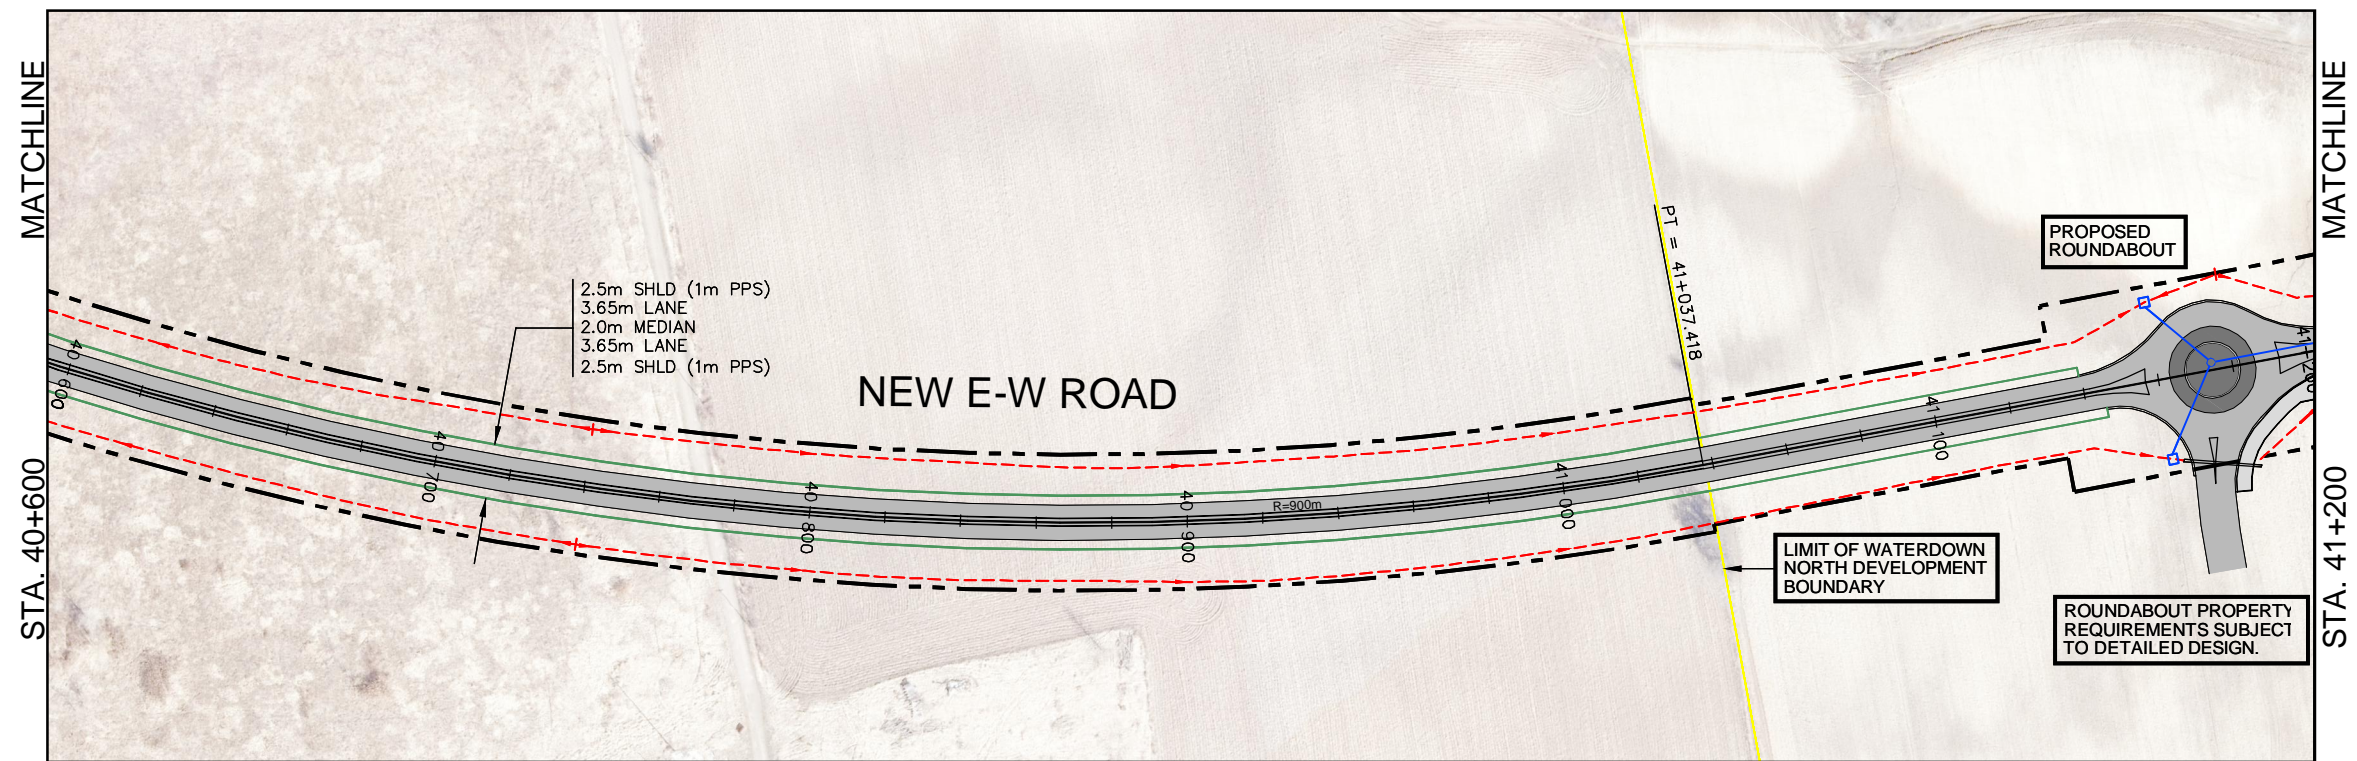 MATCHLINE
STA. 40+600
2.5m SHLD (1m PPS)
3.65m LANE
2.0m MEDIAN
3.65m LANE
2.5m SHLD (1m PPS)
NEW E-W ROAD
PT = 41+037.418
PROPOSED
ROUNDABOUT
40+600
40+700
40+800
40+900
R=900m
41+000
41+100
41+200
LIMIT OF WATERDOWN
NORTH DEVELOPMENT
BOUNDARY
ROUNDABOUT PROPERTY
REQUIREMENTS SUBJECT
TO DETAILED DESIGN.
MATCHLINE
STA. 41+200